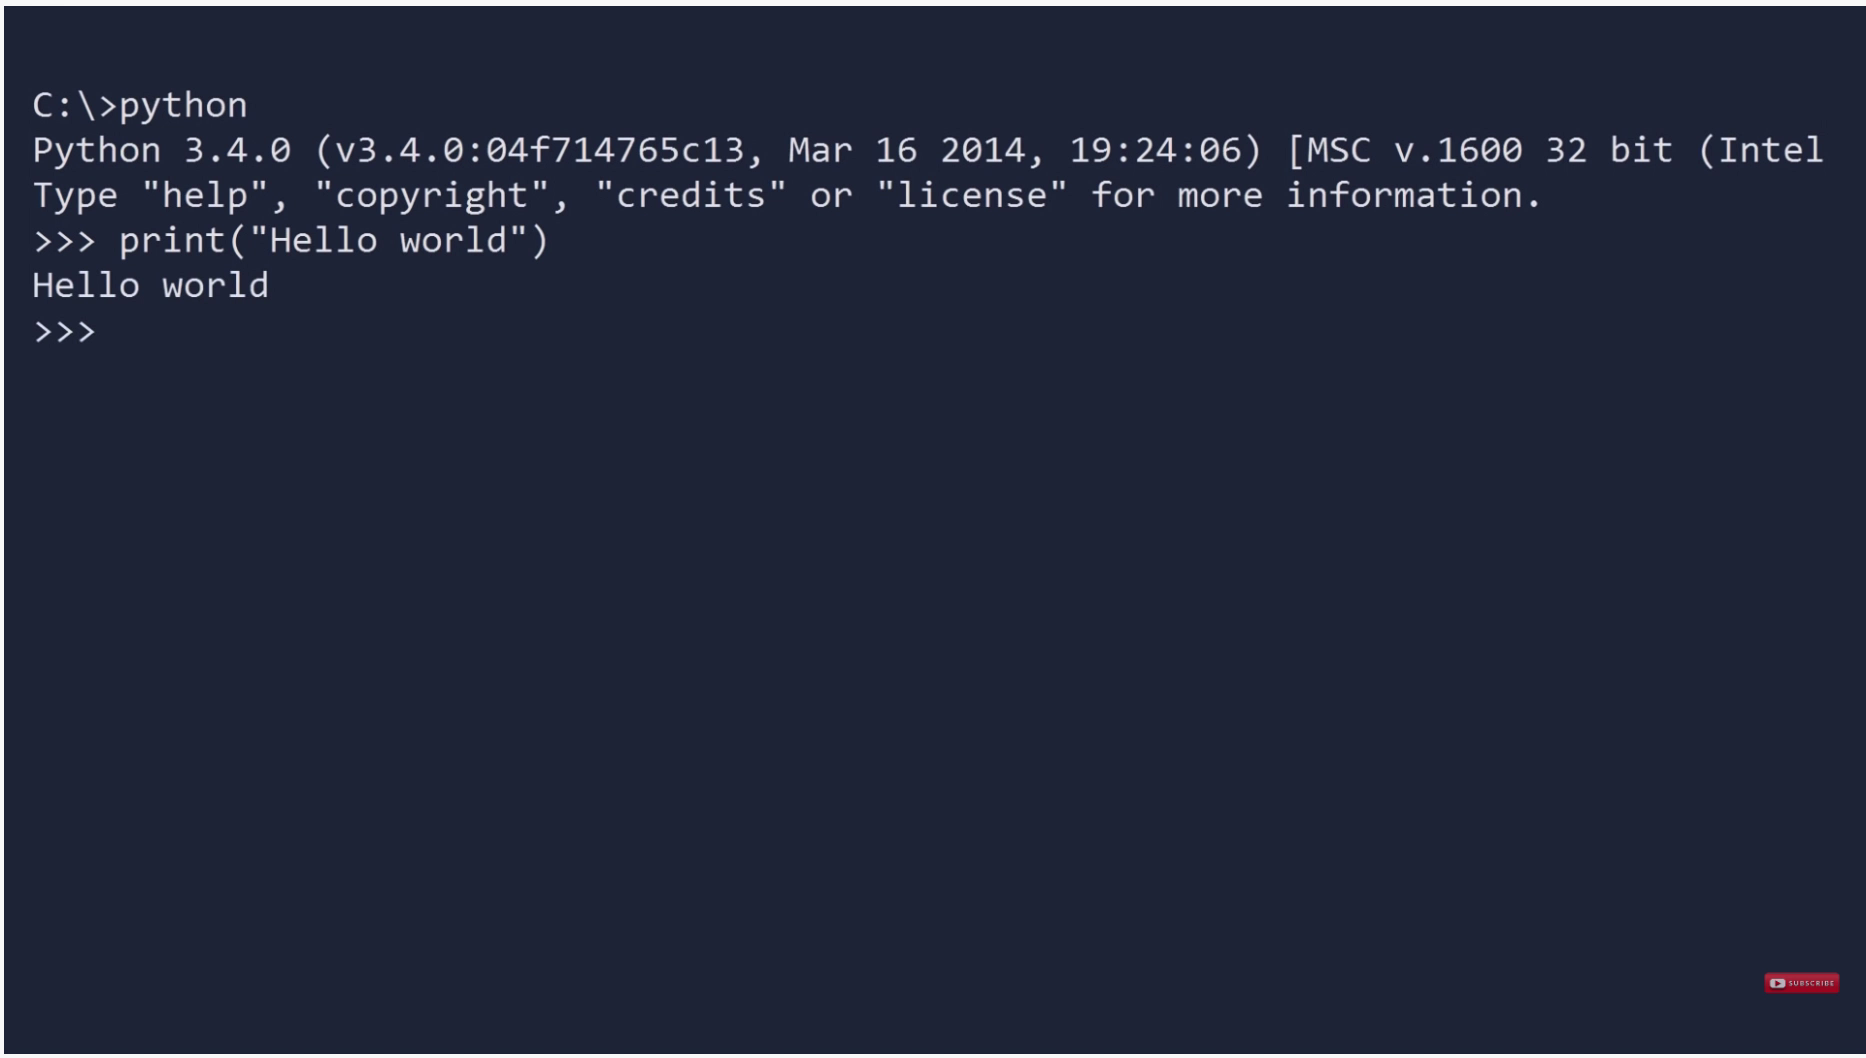 C:\>python
Python 3.4.0 (v3.4.0:04f714765c13, Mar 16 2014, 19:24:06) [MSC v.1600 32 bit (Intel
Type "help", "copyright", "credits" or "license" for more information.
>>> print("Hello world")
Hello world
>>>
SUBSCRIBE